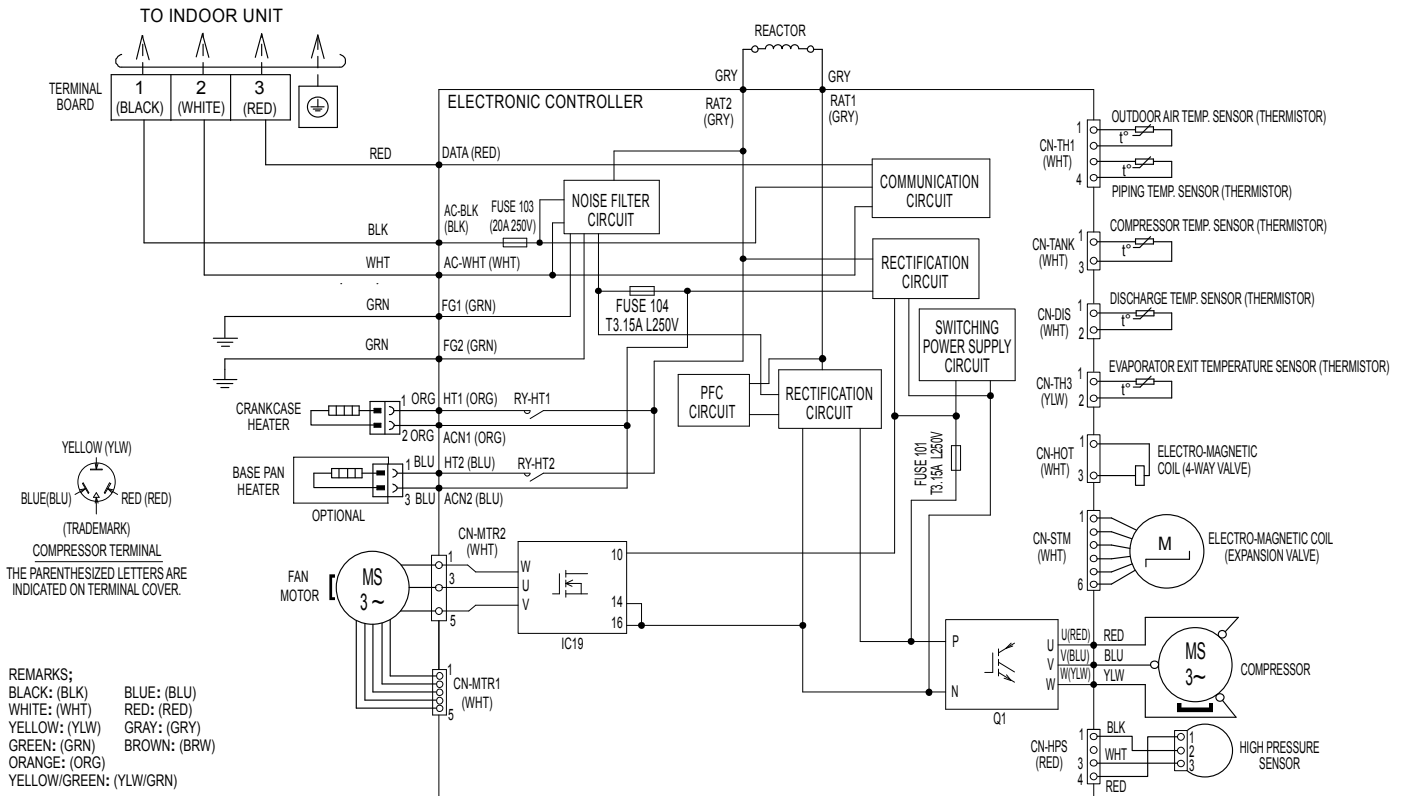 TO INDOOR UNIT
TERMINAL
BOARD
1
(BLACK)
2
(WHITE)
3
(RED)
REACTOR
GRY
GRY
RAT2
(GRY)
RAT1
(GRY)
ELECTRONIC CONTROLLER
RED
DATA (RED)
NOISE FILTER
CIRCUIT
COMMUNICATION
CIRCUIT
AC-BLK
(BLK)
FUSE 103
(20A 250V)
BLK
WHT
AC-WHT (WHT)
RECTIFICATION
CIRCUIT
FUSE 104
T3.15A L250V
GRN
FG1 (GRN)
GRN
FG2 (GRN)
SWITCHING
POWER SUPPLY
CIRCUIT
PFC
CIRCUIT
RECTIFICATION
CIRCUIT
FUSE 101
T3.15A L250V
CRANKCASE
HEATER
1 ORG
HT1 (ORG)
RY-HT1
2 ORG
ACN1 (ORG)
BASE PAN
HEATER
1 BLU
HT2 (BLU)
RY-HT2
3 BLU
ACN2 (BLU)
OPTIONAL
YELLOW (YLW)
BLUE(BLU)
RED (RED)
(TRADEMARK)
COMPRESSOR TERMINAL
THE PARENTHESIZED LETTERS ARE
INDICATED ON TERMINAL COVER.
FAN
MOTOR
MS
3~
CN-MTR2
(WHT)
1
3
5
W
U
V
10
14
16
IC19
1
CN-MTR1
(WHT)
5
REMARKS;
BLACK: (BLK) BLUE: (BLU)
WHITE: (WHT) RED: (RED)
YELLOW: (YLW) GRAY: (GRY)
GREEN: (GRN) BROWN: (BRW)
ORANGE: (ORG)
YELLOW/GREEN: (YLW/GRN)
CN-TH1
(WHT)
1
4
OUTDOOR AIR TEMP. SENSOR (THERMISTOR)
t°
t°
PIPING TEMP. SENSOR (THERMISTOR)
COMPRESSOR TEMP. SENSOR (THERMISTOR)
CN-TANK
(WHT)
1
3
t°
DISCHARGE TEMP. SENSOR (THERMISTOR)
CN-DIS
(WHT)
1
2
t°
EVAPORATOR EXIT TEMPERATURE SENSOR (THERMISTOR)
CN-TH3
(YLW)
1
2
t°
CN-HOT
(WHT)
1
3
ELECTRO-MAGNETIC
COIL (4-WAY VALVE)
CN-STM
(WHT)
1
6
M
ELECTRO-MAGNETIC COIL
(EXPANSION VALVE)
P
N
U
V
W
Q1
U(RED)
V(BLU)
W(YLW)
RED
BLU
YLW
MS
3~
COMPRESSOR
CN-HPS
(RED)
1
3
4
BLK
WHT
RED
1
2
3
HIGH PRESSURE
SENSOR